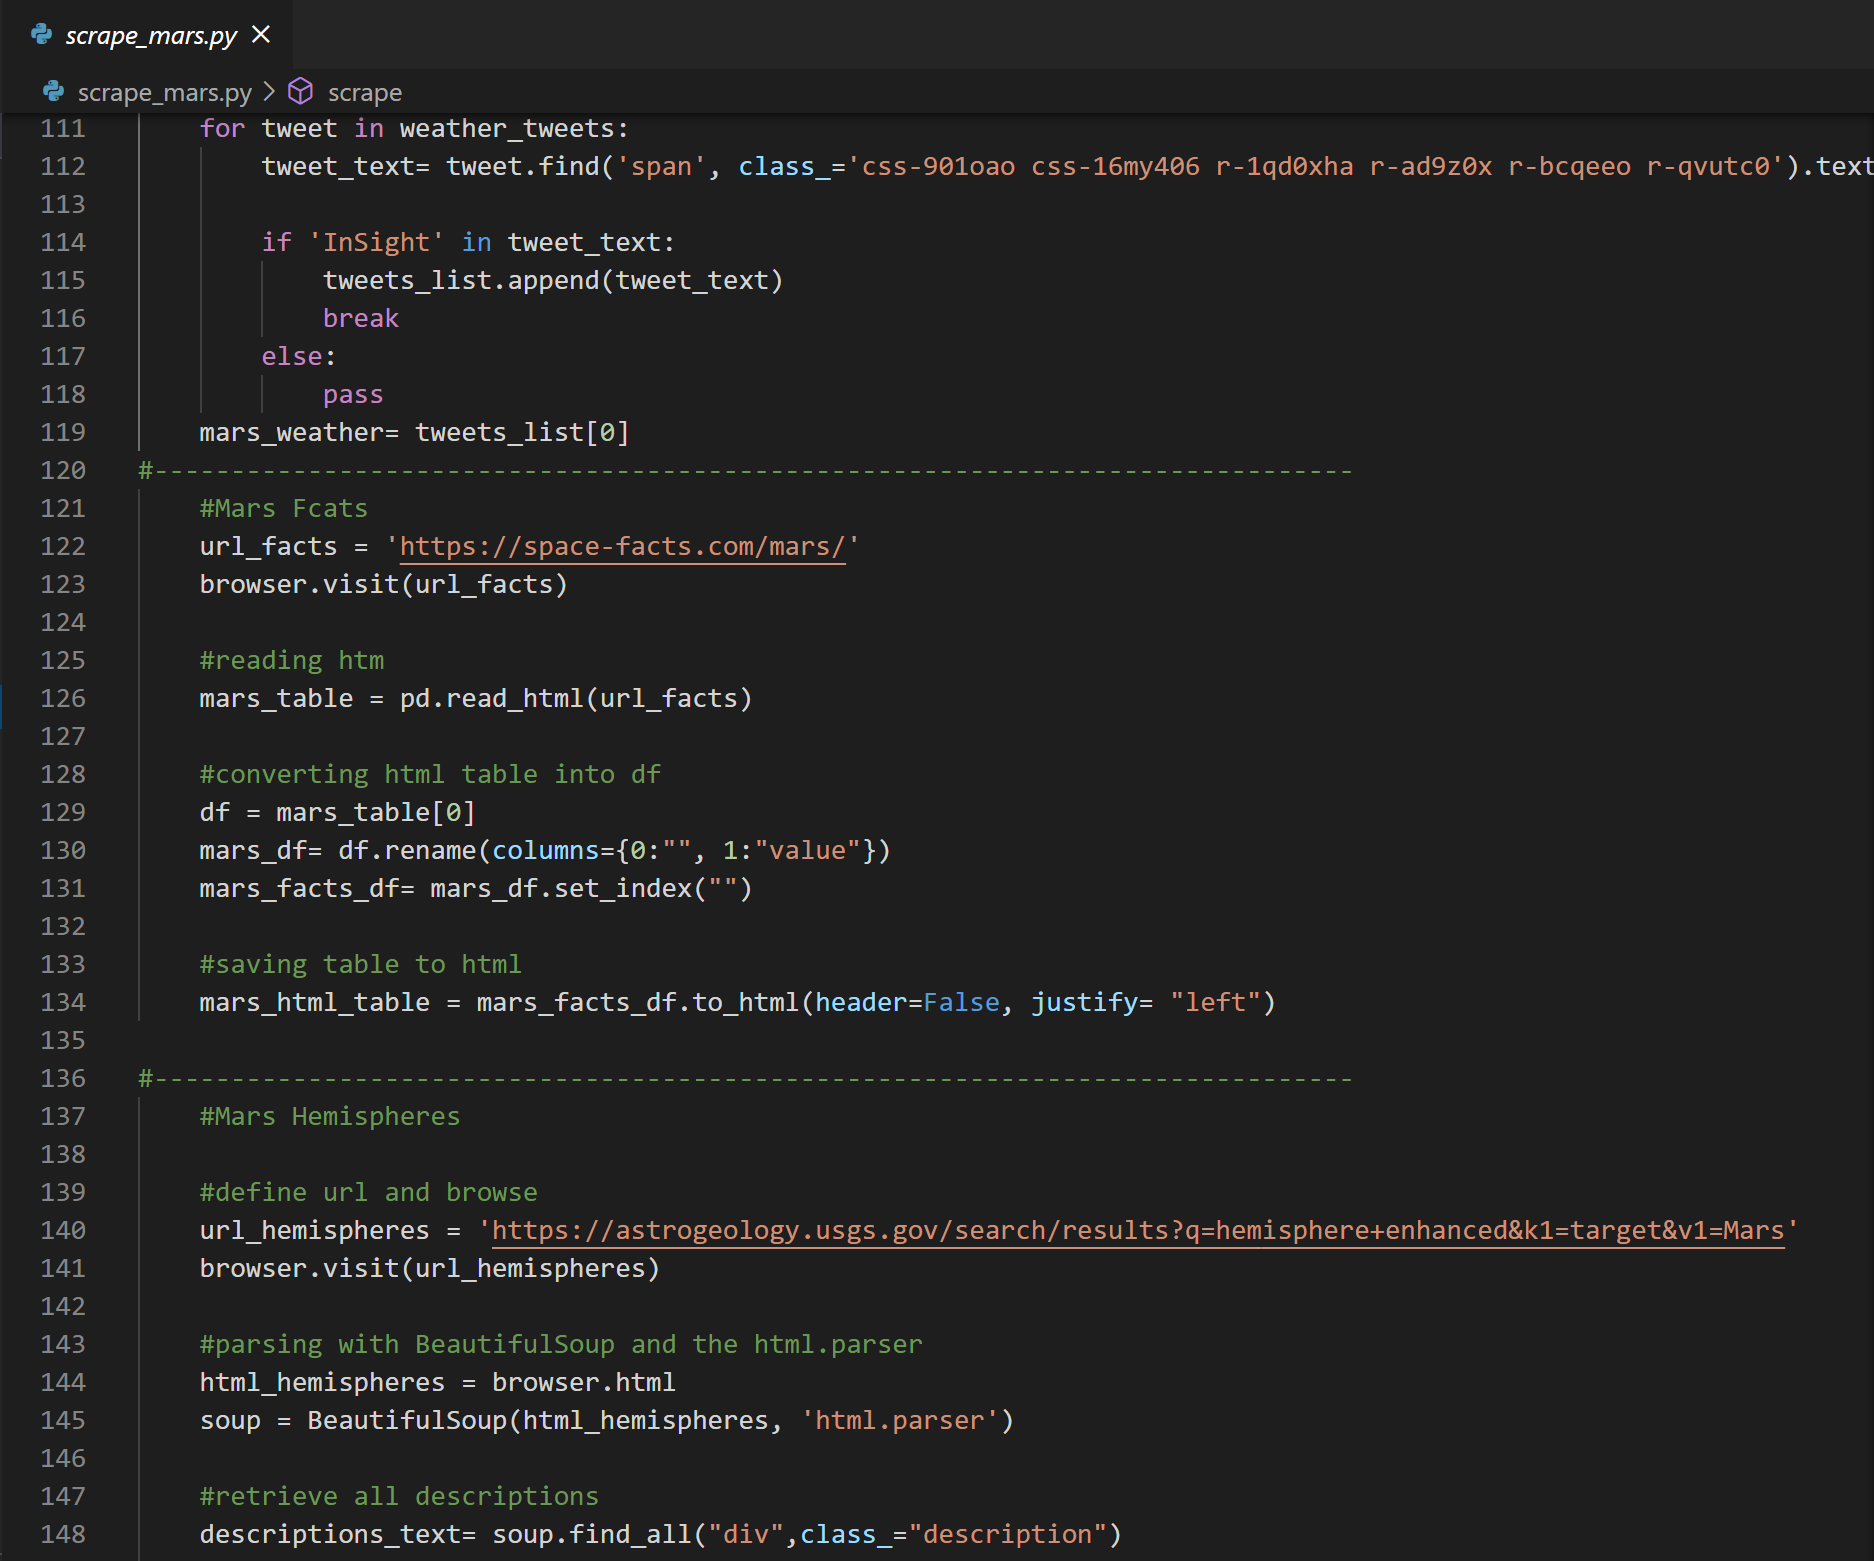 scrape_mars.py
scrape_mars.py > scrape
111 for tweet in weather_tweets:
112 tweet_text= tweet.find('span', class_='css-901oao css-16my406 r-1qd0xha r-ad9z0x r-bcqeeo r-qvutc0').text
113
114 if 'InSight' in tweet_text:
115 tweets_list.append(tweet_text)
116 break
117 else:
118 pass
119 mars_weather= tweets_list[0]
120 #------------------------------------------------------------------------------
121 #Mars Fcats
122 url_facts = 'https://space-facts.com/mars/'
123 browser.visit(url_facts)
124
125 #reading htm
126 mars_table = pd.read_html(url_facts)
127
128 #converting html table into df
129 df = mars_table[0]
130 mars_df= df.rename(columns={0:"", 1:"value"})
131 mars_facts_df= mars_df.set_index("")
132
133 #saving table to html
134 mars_html_table = mars_facts_df.to_html(header=False, justify= "left")
135
136 #------------------------------------------------------------------------------
137 #Mars Hemispheres
138
139 #define url and browse
140 url_hemispheres = 'https://astrogeology.usgs.gov/search/results?q=hemisphere+enhanced&k1=target&v1=Mars'
141 browser.visit(url_hemispheres)
142
143 #parsing with BeautifulSoup and the html.parser
144 html_hemispheres = browser.html
145 soup = BeautifulSoup(html_hemispheres, 'html.parser')
146
147 #retrieve all descriptions
148 descriptions_text= soup.find_all("div",class_="description")